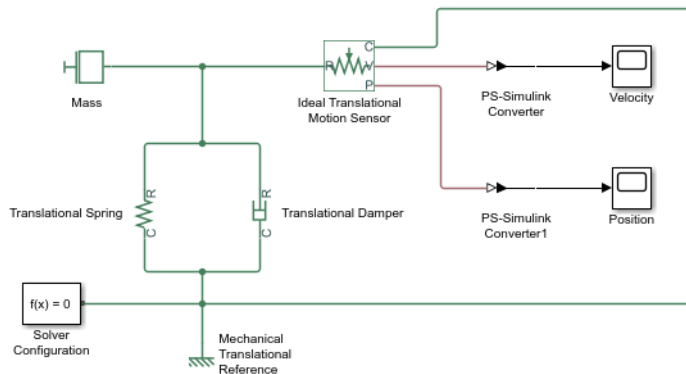 C
R
V
P
Mass
Ideal Translational
Motion Sensor
PS-Simulink
Converter
Velocity
R
R
Translational Spring
Translational Damper
C
C
PS-Simulink
Converter1
Position
f(x) = 0
Solver
Configuration
Mechanical
Translational
Reference